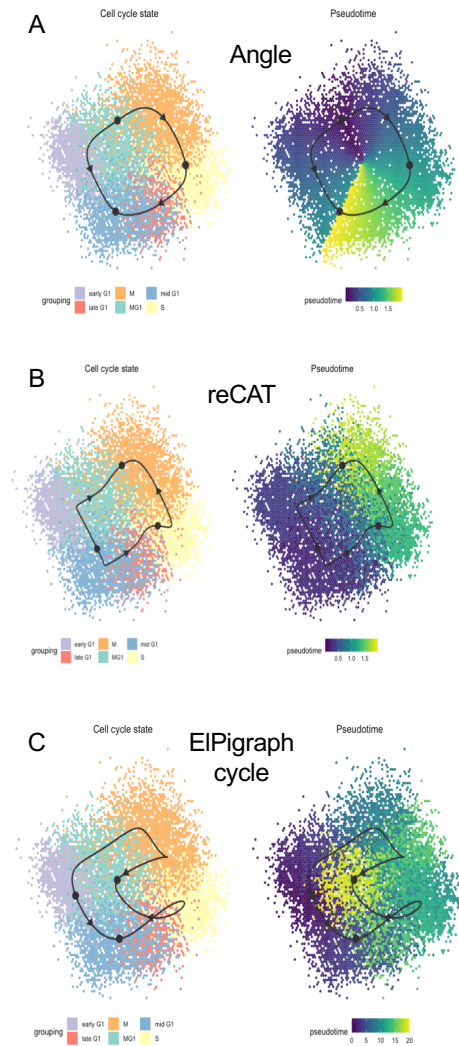 A
Cell cycle state
Pseudotime
Angle
grouping
early G1
M
mid G1
late G1
MG1
S
pseudotime
0.5 1.0 1.5
B
Cell cycle state
Pseudotime
reCAT
grouping
early G1
M
mid G1
late G1
MG1
S
pseudotime
0.5 1.0 1.5
C
Cell cycle state
Pseudotime
ElPigraph
cycle
grouping
early G1
M
mid G1
late G1
MG1
S
pseudotime
0 5 10 15 20